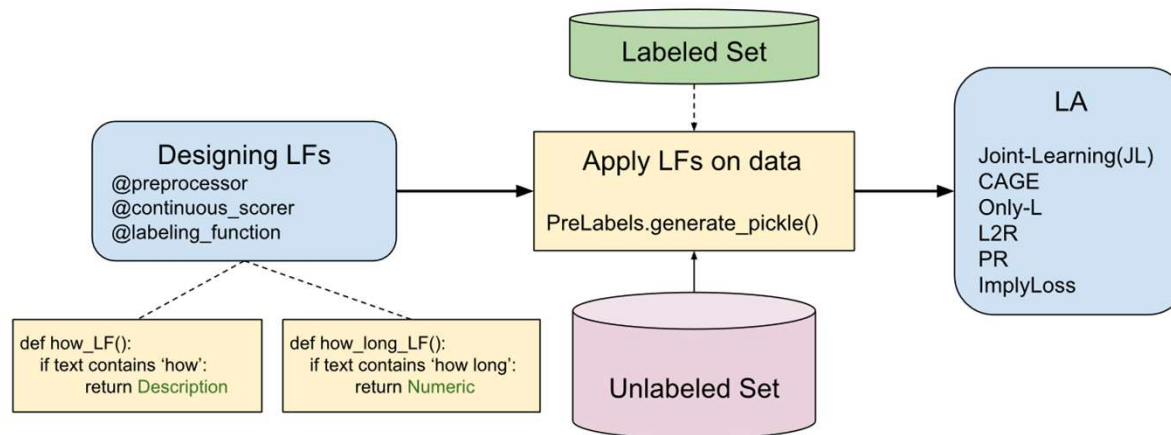 Labeled Set
Designing LFs
@preprocessor
@continuous_scorer
@labeling_function
Apply LFs on data
PreLabels.generate_pickle()
LA
Joint-Learning(JL)
CAGE
Only-L
L2R
PR
ImplyLoss
def how_LF():
if text contains ‘how’:
return Description
def how_long_LF():
if text contains ‘how long’:
return Numeric
Unlabeled Set